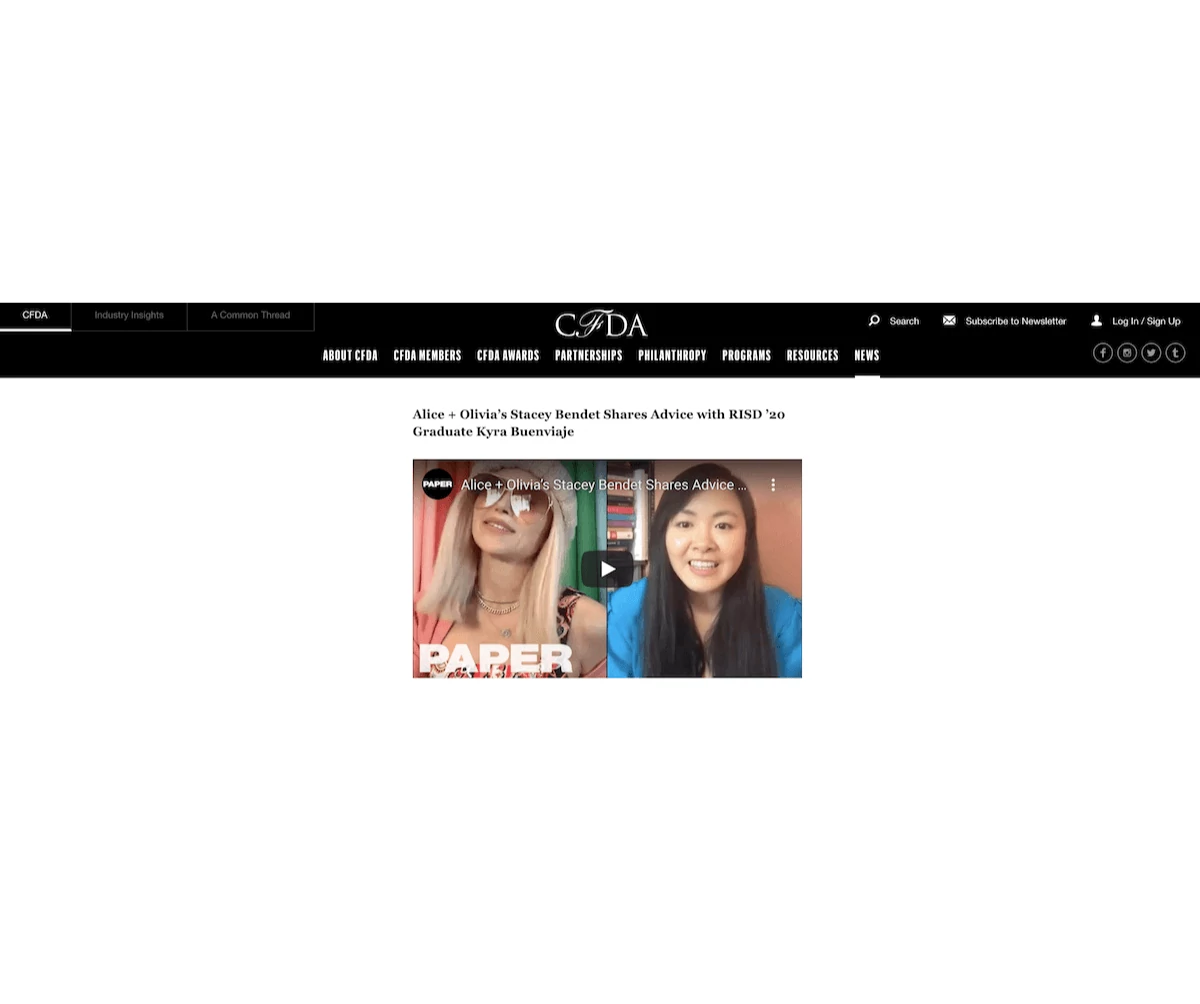 CFDA
Industry Insights
A Common Thread
CFDA
Search
Subscribe to Newsletter
Log In / Sign Up
ABOUT CFDA
CFDA MEMBERS
CFDA AWARDS
PARTNERSHIPS
PHILANTHROPY
PROGRAMS
RESOURCES
NEWS
Alice + Olivia’s Stacey Bendet Shares Advice with RISD ’20
Graduate Kyra Buenviaje
PAPER
Alice + Olivia’s Stacey Bendet Shares Advice ...
PAPER